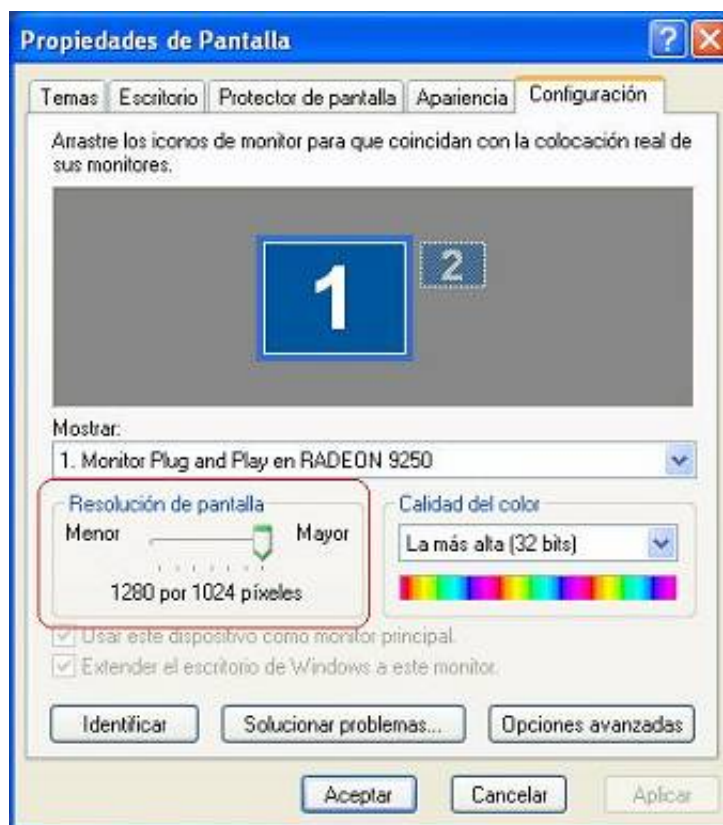 Propiedades de Pantalla
Temas Escritorio Protector de pantalla Apariencia Configuración
Arrastre los iconos de monitor para que coincidan con la colocación real de
sus monitores.
1 2
Mostrar:
1. Monitor Plug and Play en RADEON 9250
Resolución de pantalla
Menor Mayor
1280 por 1024 píxeles
Calidad del color
La más alta (32 bits)
Usar este dispositivo como monitor principal.
Extender el escritorio de Windows a este monitor.
Identificar Solucionar problemas... Opciones avanzadas
Aceptar Cancelar Aplicar